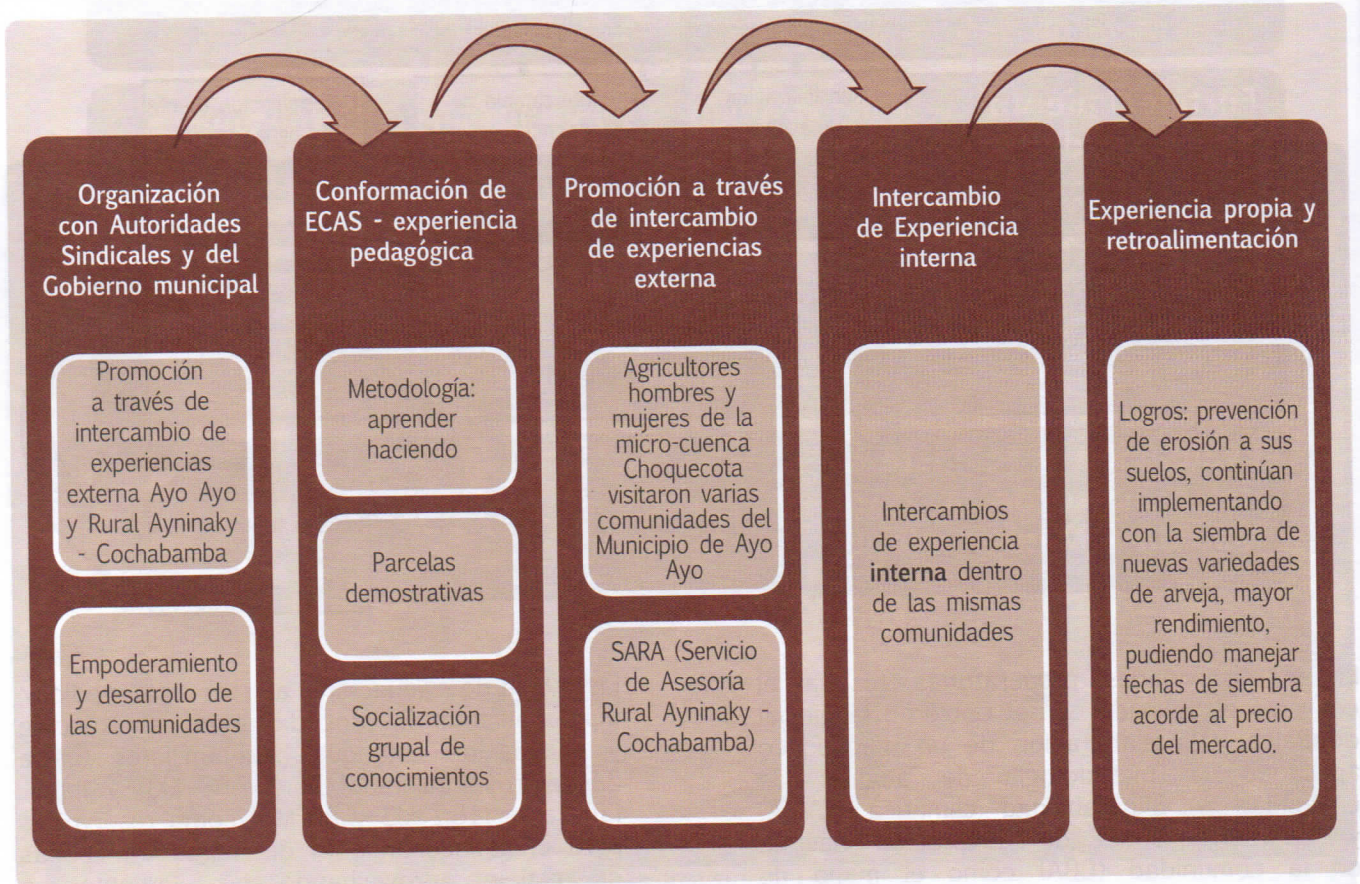 Organización
con Autoridades
Sindicales y del
Gobierno municipal
Promoción
a través de
intercambio de
experiencias
externa Ayo Ayo
y Rural Ayninaky
- Cochabamba
Empoderamiento
y desarrollo de
las comunidades
Conformación de
ECAS - experiencia
pedagógica
Metodología:
aprender
haciendo
Parcelas
demostrativas
Socialización
grupal de
conocimientos
Promoción a través
de intercambio
de experiencias
externa
Agricultores
hombres y
mujeres de la
micro-cuenca
Choquecota
visitaron varias
comunidades del
Municipio de Ayo
Ayo
SARA (Servicio
de Asesoría
Rural Ayninaky -
Cochabamba)
Intercambio
de Experiencia
interna
Intercambios
de experiencia
interna dentro
de las mismas
comunidades
Experiencia propia y
retroalimentación
Logros: prevención
de erosión a sus
suelos, continúan
implementando
con la siembra de
nuevas variedades
de arveja, mayor
rendimiento,
pudiendo manejar
fechas de siembra
acorde al precio
del mercado.